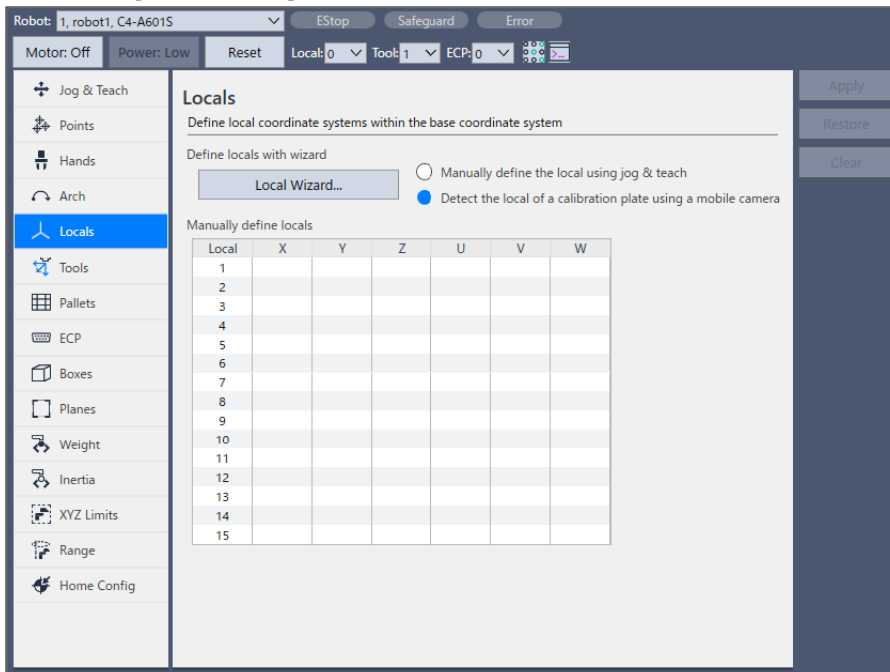 Robot: 1, robot1, C4-A601S EStop Safeguard Error
Motor: Off Power: Low Reset Local: 0 Tool: 1 ECP: 0
Jog & Teach
Points
Hands
Arch
Locals
Tools
Pallets
ECP
Boxes
Planes
Weight
Inertia
XYZ Limits
Range
Home Config
Locals
Define local coordinate systems within the base coordinate system
Define locals with wizard
Local Wizard...
Manually define the local using jog & teach
Detect the local of a calibration plate using a mobile camera
Manually define locals
Local X Y Z U V W
1
2
3
4
5
6
7
8
9
10
11
12
13
14
15
Apply
Restore
Clear